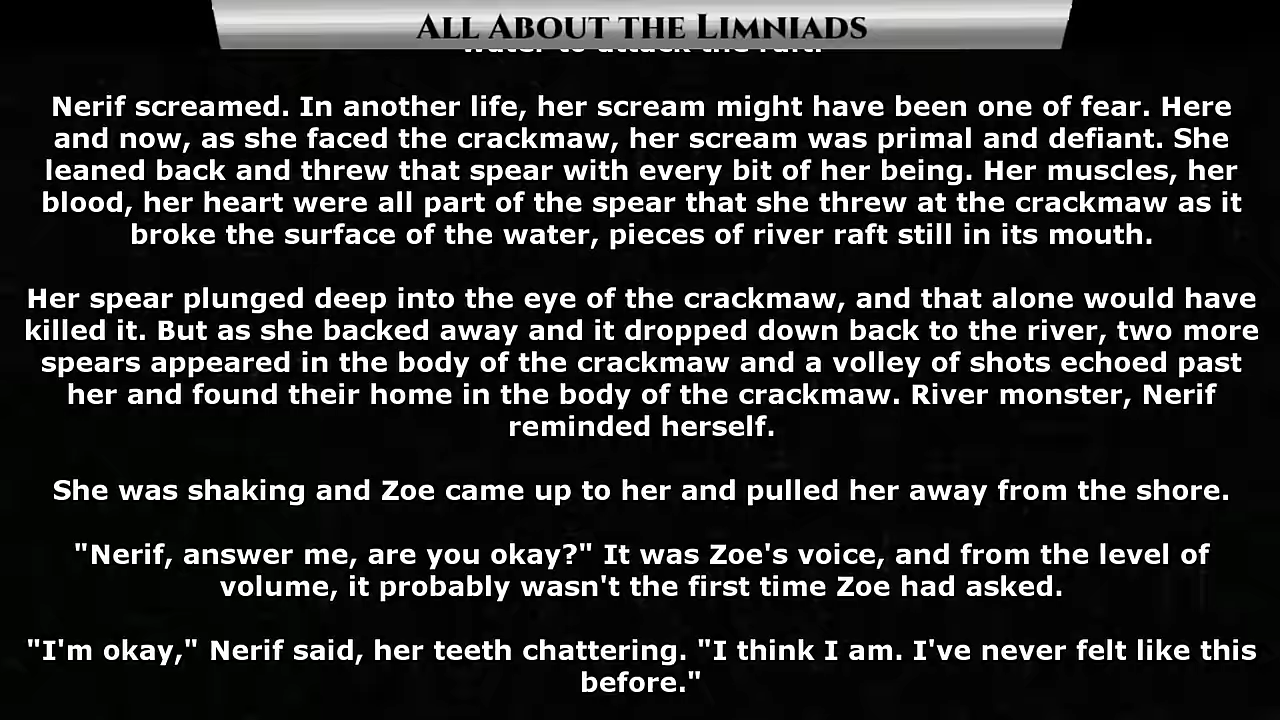 All About the Limniads
water to attack the raft.
Nerif screamed. In another life, her scream might have been one of fear. Here
and now, as she faced the crackmaw, her scream was primal and defiant. She
leaned back and threw that spear with every bit of her being. Her muscles, her
blood, her heart were all part of the spear that she threw at the crackmaw as it
broke the surface of the water, pieces of river raft still in its mouth.
Her spear plunged deep into the eye of the crackmaw, and that alone would have
killed it. But as she backed away and it dropped down back to the river, two more
spears appeared in the body of the crackmaw and a volley of shots echoed past
her and found their home in the body of the crackmaw. River monster, Nerif
reminded herself.
She was shaking and Zoe came up to her and pulled her away from the shore.
"Nerif, answer me, are you okay?" It was Zoe's voice, and from the level of
volume, it probably wasn't the first time Zoe had asked.
"I'm okay," Nerif said, her teeth chattering. "I think I am. I've never felt like this
before."